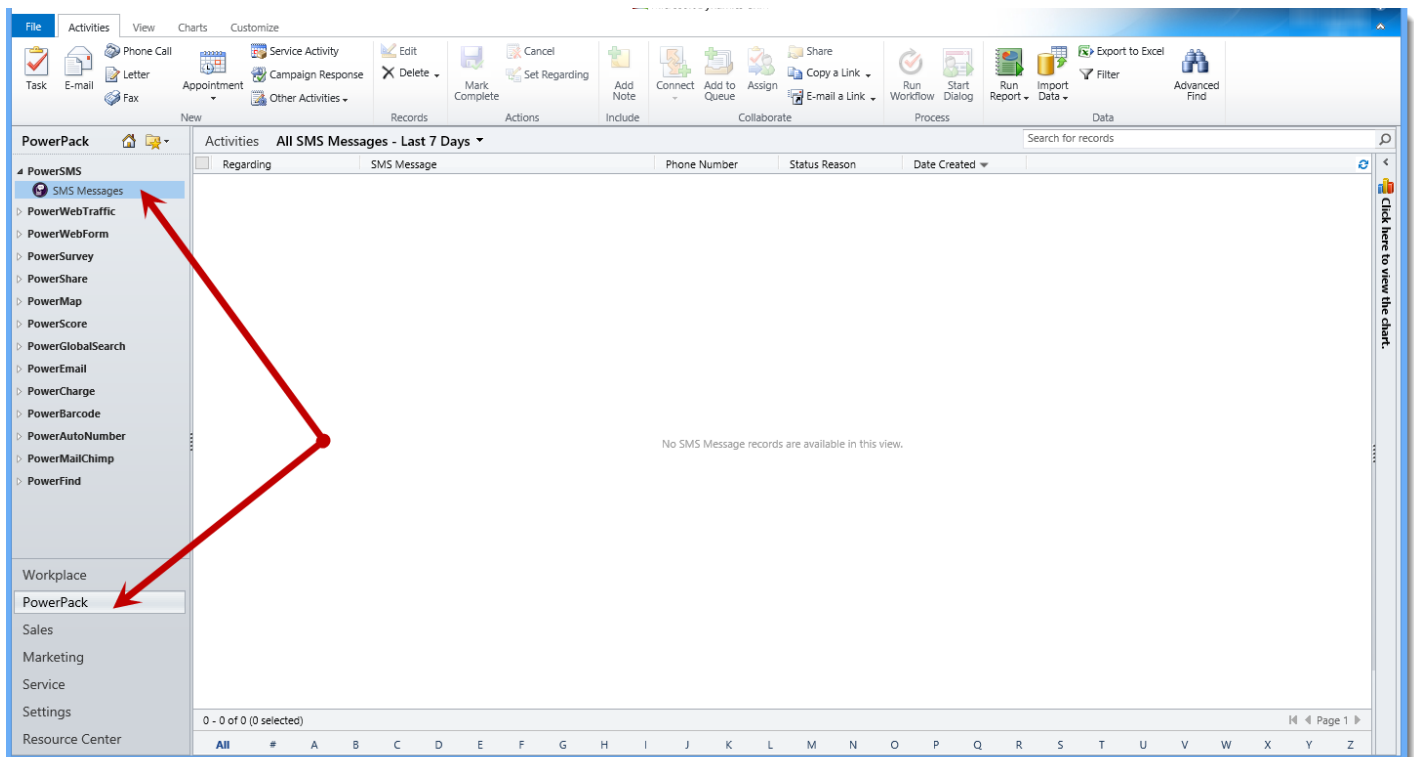 File Activities View Charts Customize
Task
E-mail
Phone Call
Letter
Fax
Appointment
Service Activity
Campaign Response
Other Activities
New
Edit
Delete
Records
Mark
Complete
Cancel
Set Regarding
Actions
Add
Note
Include
Connect
Add to
Queue
Assign
Share
Copy a Link
E-mail a Link
Collaborate
Run
Workflow
Start
Dialog
Process
Run
Report
Import
Data
Export to Excel
Filter
Advanced
Find
Data
PowerPack
PowerSMS
SMS Messages
PowerWebTraffic
PowerWebForm
PowerSurvey
PowerShare
PowerMap
PowerScore
PowerGlobalSearch
PowerEmail
PowerCharge
PowerBarcode
PowerAutoNumber
PowerMailChimp
PowerFind
Workplace
PowerPack
Sales
Marketing
Service
Settings
Resource Center
Activities All SMS Messages - Last 7 Days
Search for records
Regarding SMS Message Phone Number Status Reason Date Created
No SMS Message records are available in this view.
Click here to view the chart.
0 - 0 of 0 (0 selected)
Page 1
All # A B C D E F G H I J K L M N O P Q R S T U V W X Y Z